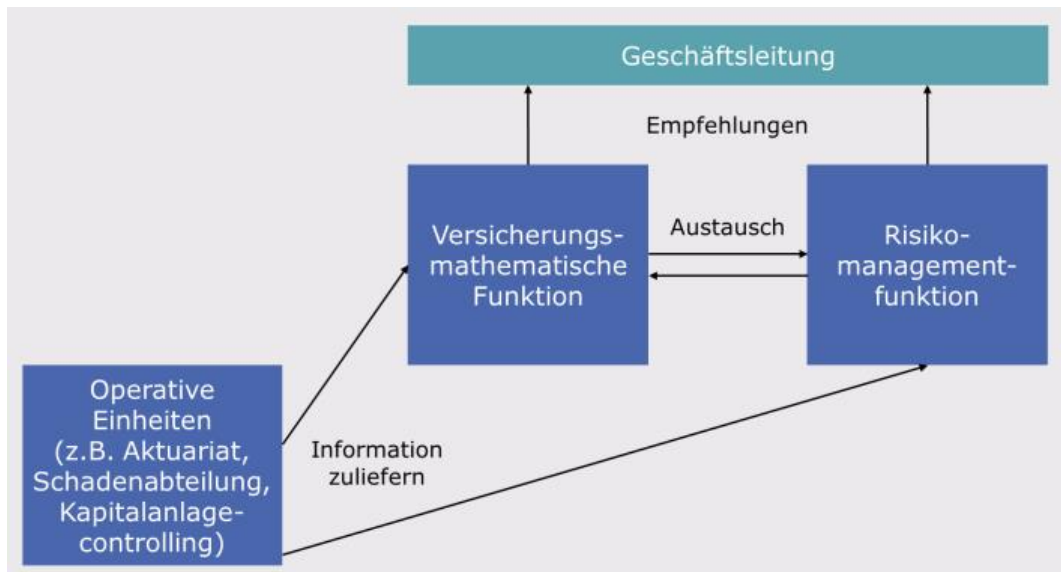 Geschäftsleitung
Empfehlungen
Versicherungs-
mathematische
Funktion
Austausch
Risiko-
management-
funktion
Operative
Einheiten
(z.B. Aktuariat,
Schadenabteilung,
Kapitalanlage-
controlling)
Information
zuliefern